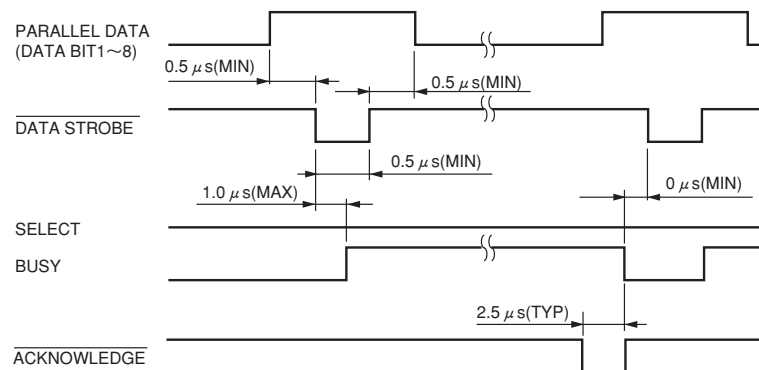 PARALLEL DATA
(DATA BIT1～8)
0.5 μs(MIN)
0.5 μs(MIN)
DATA STROBE
0.5 μs(MIN)
1.0 μs(MAX)
0 μs(MIN)
SELECT
BUSY
2.5 μs(TYP)
ACKNOWLEDGE